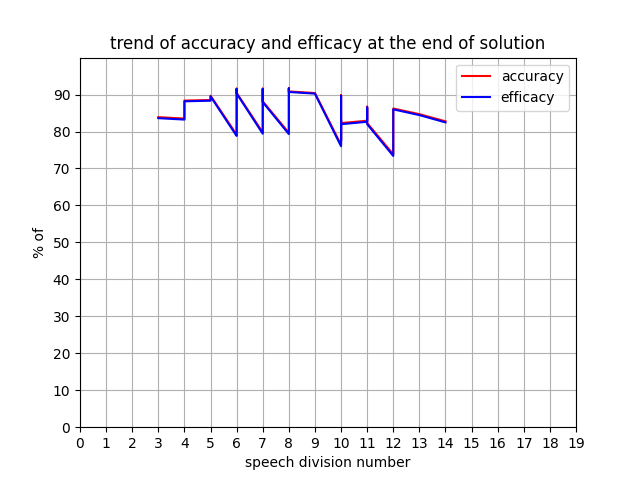 trend of accuracy and efficacy at the end of solution
accuracy
efficacy
% of
90
80
70
60
50
40
30
20
10
0
0 1 2 3 4 5 6 7 8 9 10 11 12 13 14 15 16 17 18 19
speech division number